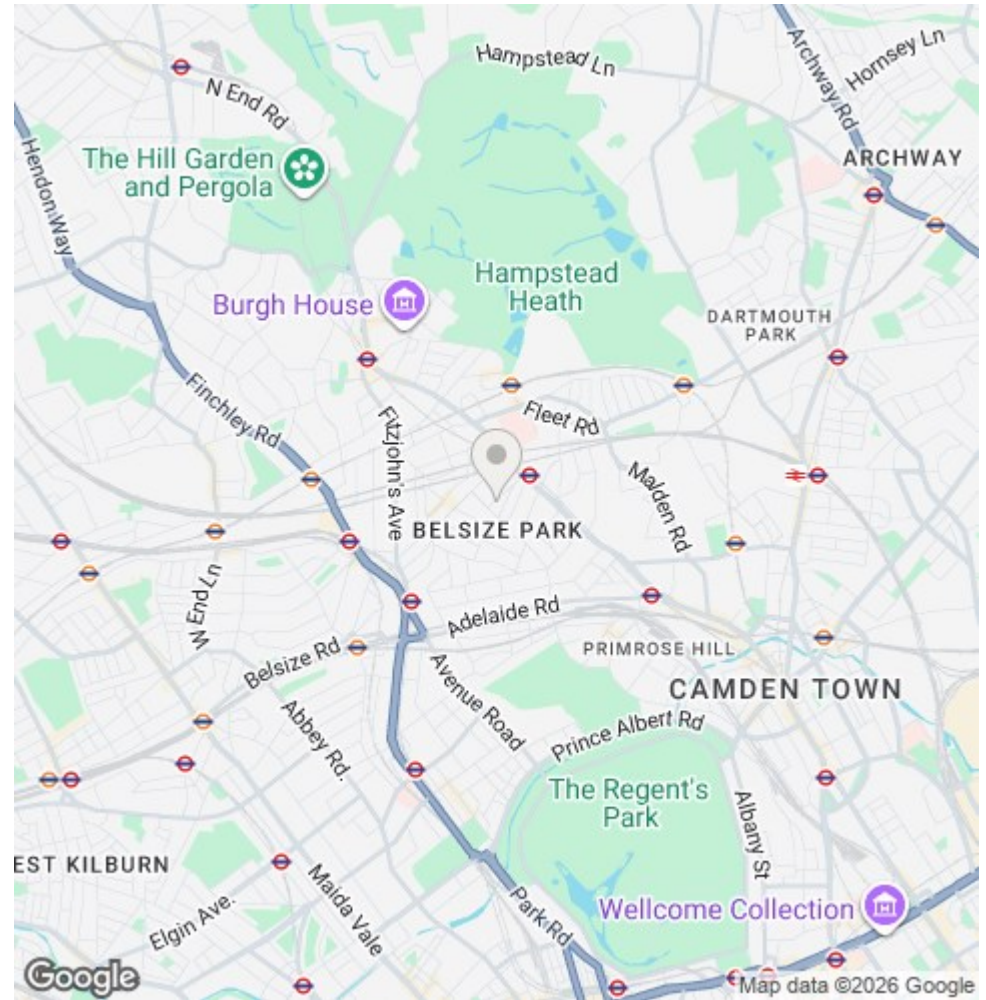 Hampstead Ln
Hornsey Ln
Archway Rd
N End Rd
The Hill Garden
and Pergola
ARCHWAY
Hendon Way
Hampstead
Heath
Burgh House
DARTMOUTH
PARK
Finchley Rd
Fitzjohn's Ave
Fleet Rd
Malden Rd
BELSIZE PARK
W End Ln
Adelaide Rd
Belsize Rd
PRIMROSE HILL
CAMDEN TOWN
Avenue Road
Abbey Rd.
Prince Albert Rd
The Regent's
Park
Albany St
EST KILBURN
Maida Vale
Elgin Ave.
Park Rd
Wellcome Collection
Google
Map data ©2026 Google